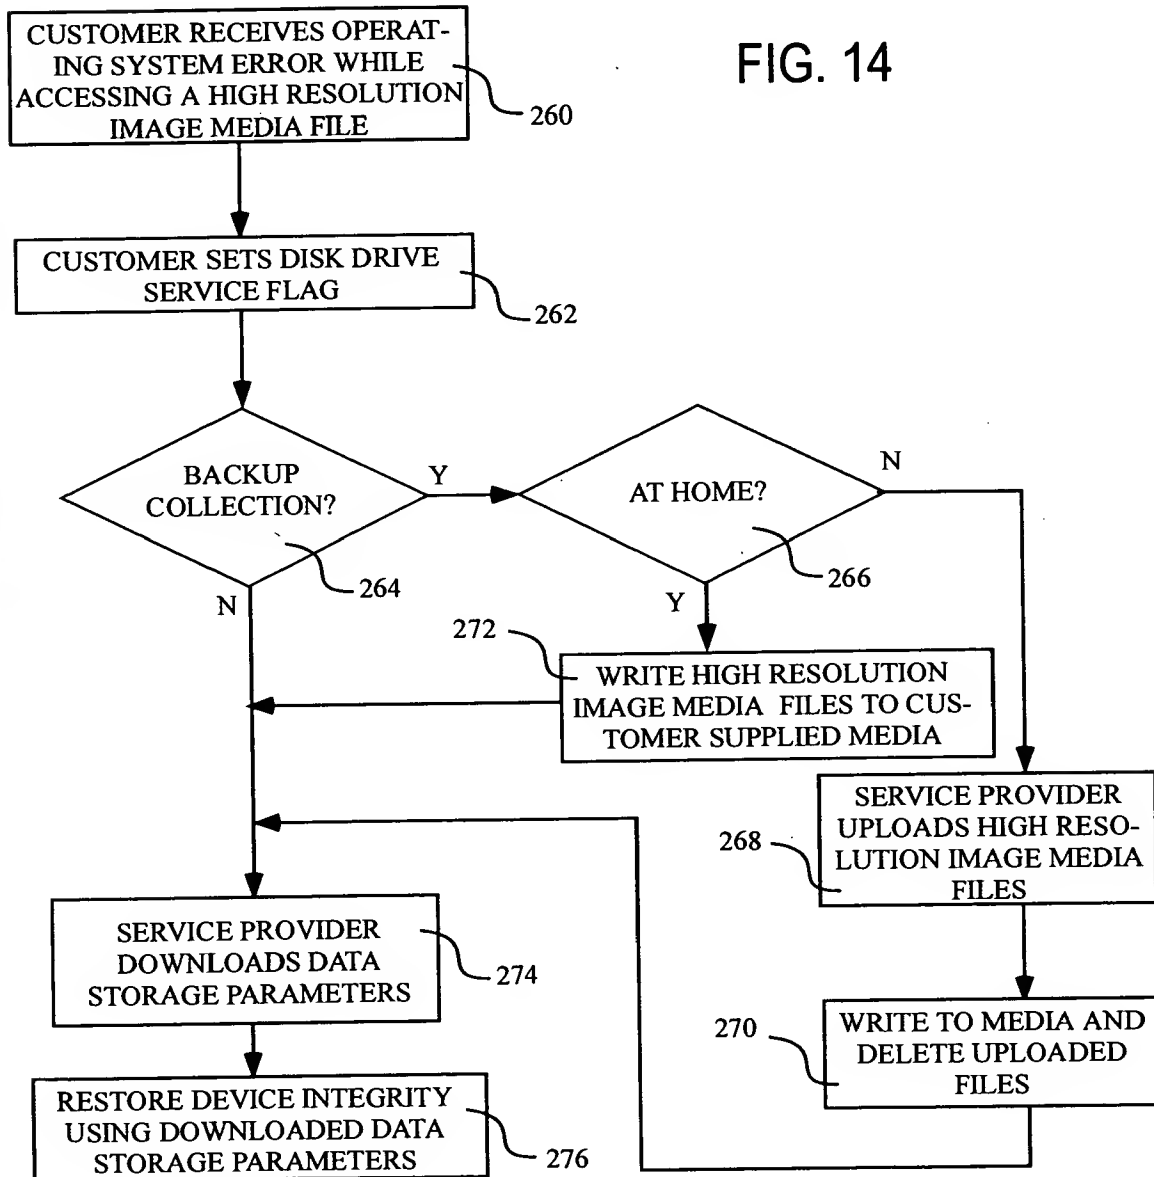 FIG. 14
CUSTOMER RECEIVES OPERAT-
ING SYSTEM ERROR WHILE
ACCESSING A HIGH RESOLUTION
IMAGE MEDIA FILE
260
CUSTOMER SETS DISK DRIVE
SERVICE FLAG
262
BACKUP
COLLECTION?
264
Y
N
AT HOME?
266
N
Y
272
WRITE HIGH RESOLUTION
IMAGE MEDIA FILES TO CUS-
TOMER SUPPLIED MEDIA
SERVICE PROVIDER
UPLOADS HIGH RESO-
LUTION IMAGE MEDIA
FILES
268
270
WRITE TO MEDIA AND
DELETE UPLOADED
FILES
SERVICE PROVIDER
DOWNLOADS DATA
STORAGE PARAMETERS
274
RESTORE DEVICE INTEGRITY
USING DOWNLOADED DATA
STORAGE PARAMETERS
276